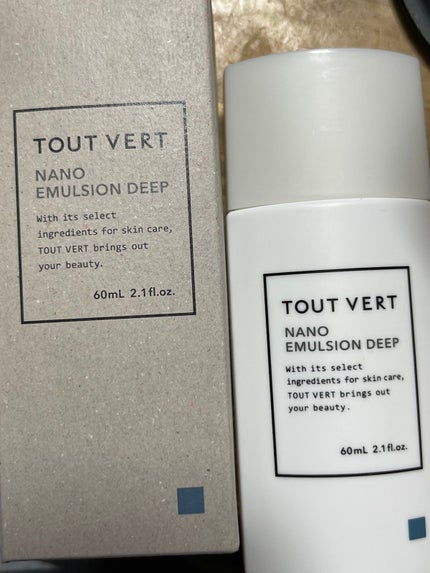 TOUT VERT
NANO
EMULSION DEEP
With its select
ingredients for skin care,
TOUT VERT brings out
your beauty.
60mL 2.1fl.oz.
TOUT VERT
NANO
EMULSION DEEP
With its select
ingredients for skin care,
TOUT VERT brings out
your beauty.
60mL 2.1fl.oz.